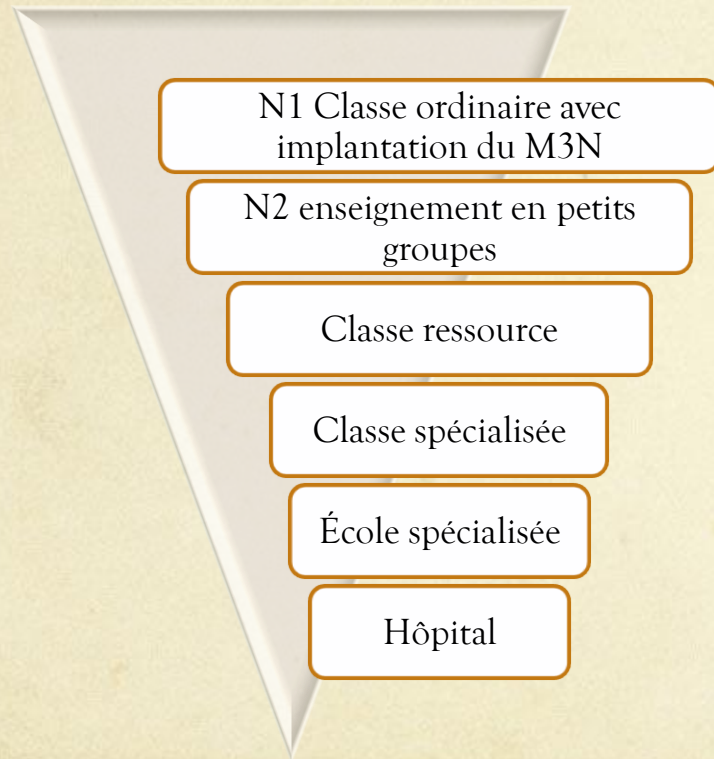 N1 Classe ordinaire avec
implantation du M3N
N2 enseignement en petits
groupes
Classe ressource
Classe spécialisée
École spécialisée
Hôpital